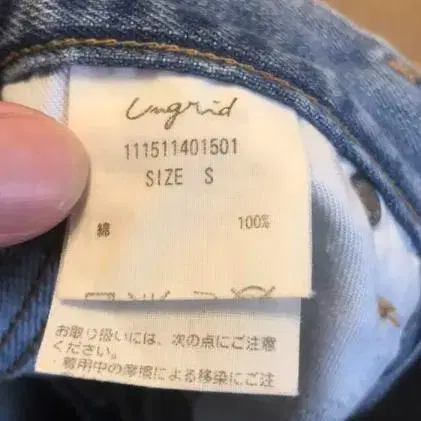 Ungrid
111511401501
SIZE S
綿 100%
お取り扱いには、次の点にご注意
ください。
・着用中の摩擦による移染にご注